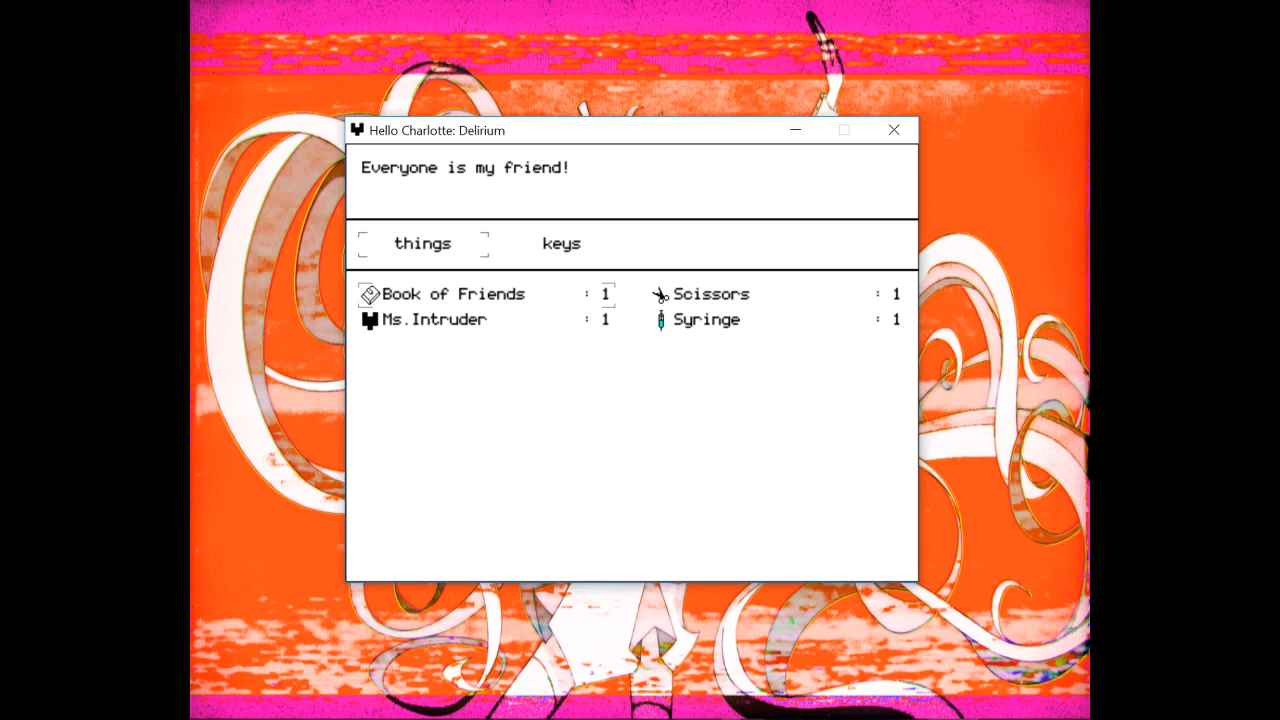 Hello Charlotte: Delirium
Everyone is my friend!
things keys
Book of Friends : 1 Scissors : 1
Ms.Intruder : 1 Syringe : 1